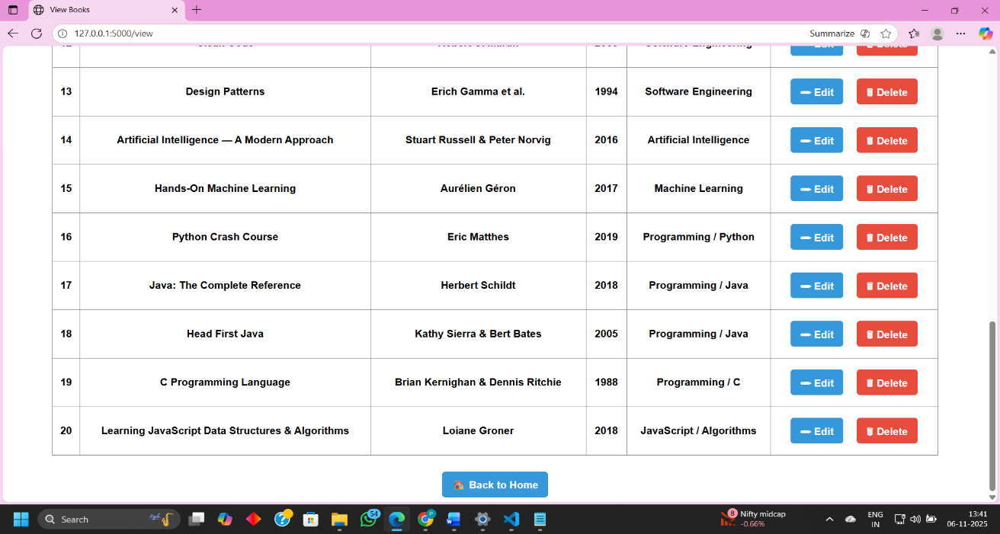 View Books
127.0.0.1:5000/view
Summarize
13 Design Patterns Erich Gamma et al. 1994 Software Engineering Edit Delete
14 Artificial Intelligence — A Modern Approach Stuart Russell & Peter Norvig 2016 Artificial Intelligence Edit Delete
15 Hands-On Machine Learning Aurélien Géron 2017 Machine Learning Edit Delete
16 Python Crash Course Eric Matthes 2019 Programming / Python Edit Delete
17 Java: The Complete Reference Herbert Schildt 2018 Programming / Java Edit Delete
18 Head First Java Kathy Sierra & Bert Bates 2005 Programming / Java Edit Delete
19 C Programming Language Brian Kernighan & Dennis Ritchie 1988 Programming / C Edit Delete
20 Learning JavaScript Data Structures & Algorithms Loiane Groner 2018 JavaScript / Algorithms Edit Delete
Back to Home
Search
54
8
Nifty midcap
-0.66%
ENG
IN
13:41
06-11-2025